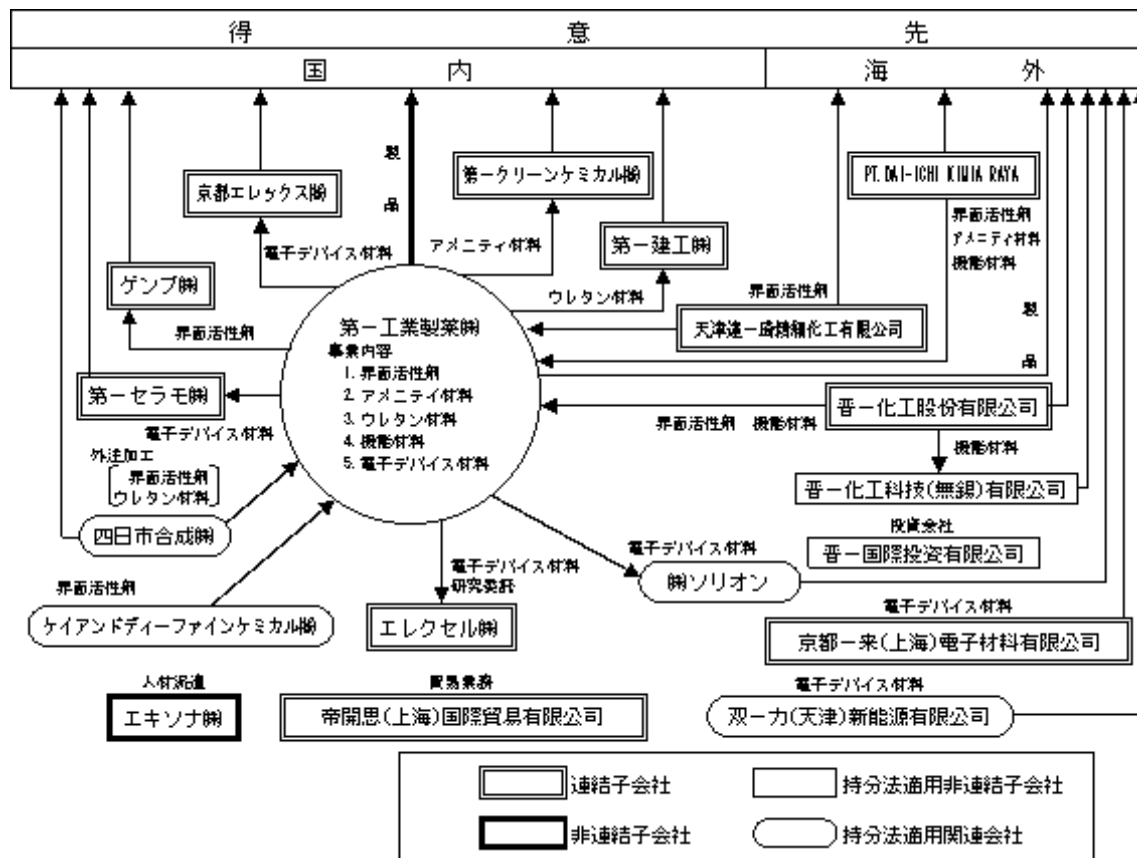 得意先
国内
海外
製品
京都エレックス㈱
第一クリーンケミカル㈱
PT. DAI-ICHI KIMIA RAYA
電子デバイス材料
アメニティ材料
第一建工㈱
界面活性剤
アメニティ材料
機能材料
ゲンブ㈱
ウレタン材料
界面活性剤
界面活性剤
天津達一琦精細化工有限公司
製品
第一工業製薬㈱
事業内容
1. 界面活性剤
2. アメニティ材料
3. ウレタン材料
4. 機能材料
5. 電子デバイス材料
第一セラモ㈱
電子デバイス材料
晋一化工股份有限公司
界面活性剤 機能材料
機能材料
外注加工
界面活性剤
ウレタン材料
四日市合成㈱
晋一化工科技(無錫)有限公司
投資会社
晋一国際投資有限公司
電子デバイス材料
㈱ソリオン
電子デバイス材料
研究委託
エレクセル㈱
界面活性剤
ケイアンドディーファインケミカル㈱
電子デバイス材料
京都一来(上海)電子材料有限公司
人材派遣
エキソナ㈱
貿易業務
帝開思(上海)国際貿易有限公司
電子デバイス材料
双一力(天津)新能源有限公司
連結子会社
持分法適用非連結子会社
非連結子会社
持分法適用関連会社